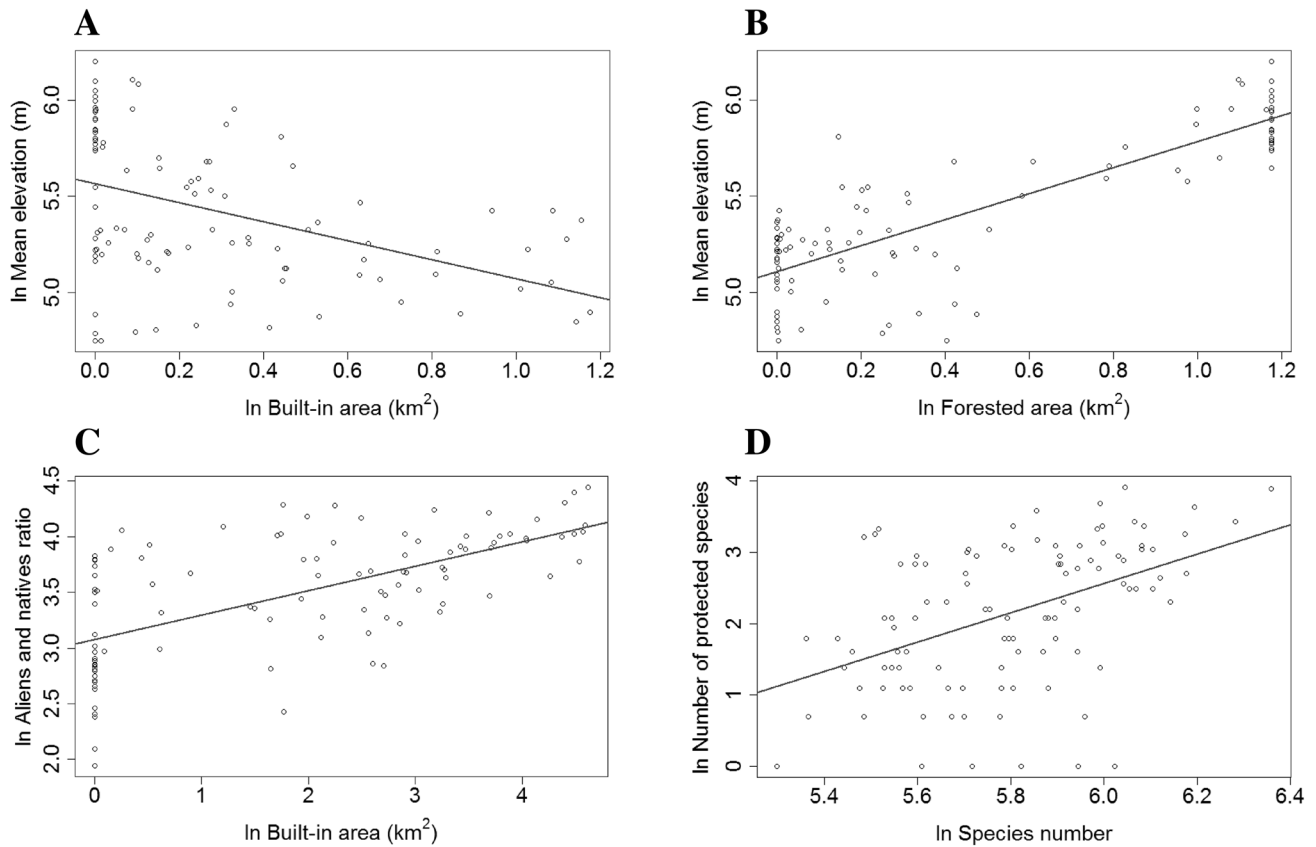 A
ln Mean elevation (m)
6.0
5.5
5.0
0.0 0.2 0.4 0.6 0.8 1.0 1.2
ln Built-in area (km²)
B
ln Mean elevation (m)
6.0
5.5
5.0
0.0 0.2 0.4 0.6 0.8 1.0 1.2
ln Forested area (km²)
C
ln Aliens and natives ratio
4.5
4.0
3.5
3.0
2.5
2.0
0 1 2 3 4
ln Built-in area (km²)
D
ln Number of protected species
4
3
2
1
0
5.4 5.6 5.8 6.0 6.2 6.4
ln Species number